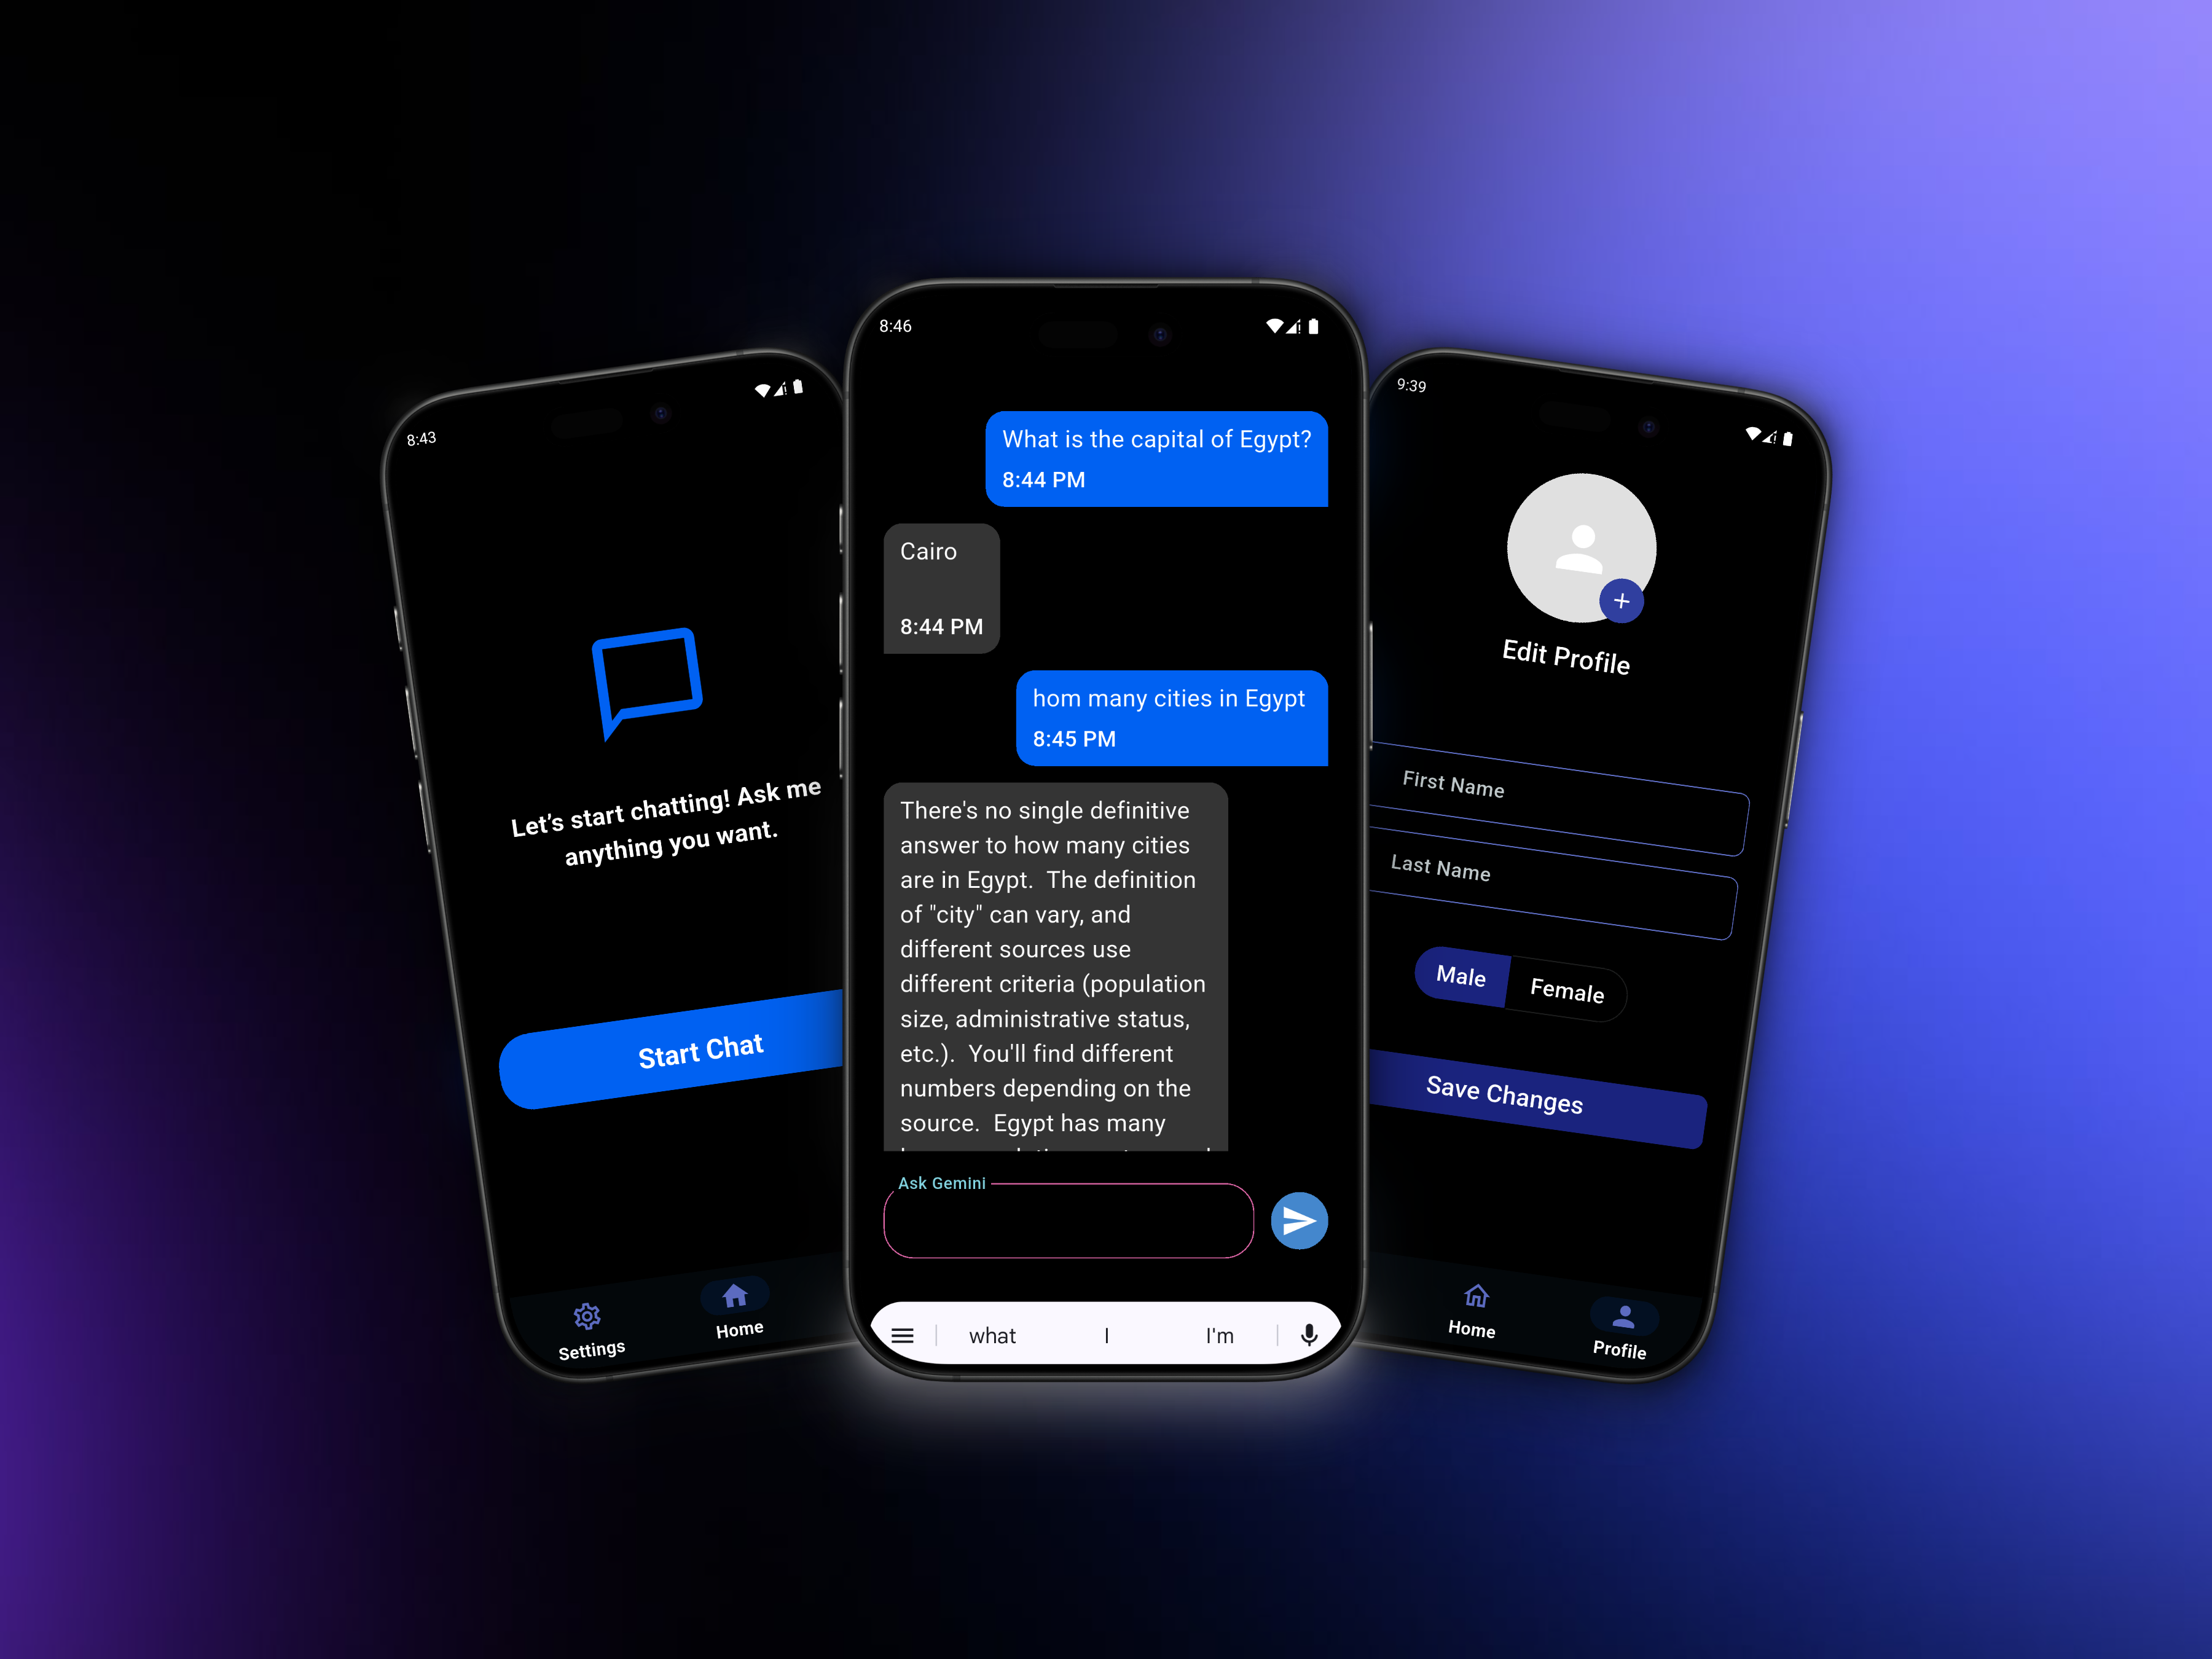 8:43
Let's start chatting! Ask me
anything you want.
Start Chat
Settings
Home
8:46
What is the capital of Egypt?
8:44 PM
Cairo
8:44 PM
hom many cities in Egypt
8:45 PM
There's no single definitive
answer to how many cities
are in Egypt.  The definition
of "city" can vary, and
different sources use
different criteria (population
size, administrative status,
etc.).  You'll find different
numbers depending on the
source.  Egypt has many
Ask Gemini
what
I
I'm
9:39
Edit Profile
First Name
Last Name
Male
Female
Save Changes
Home
Profile